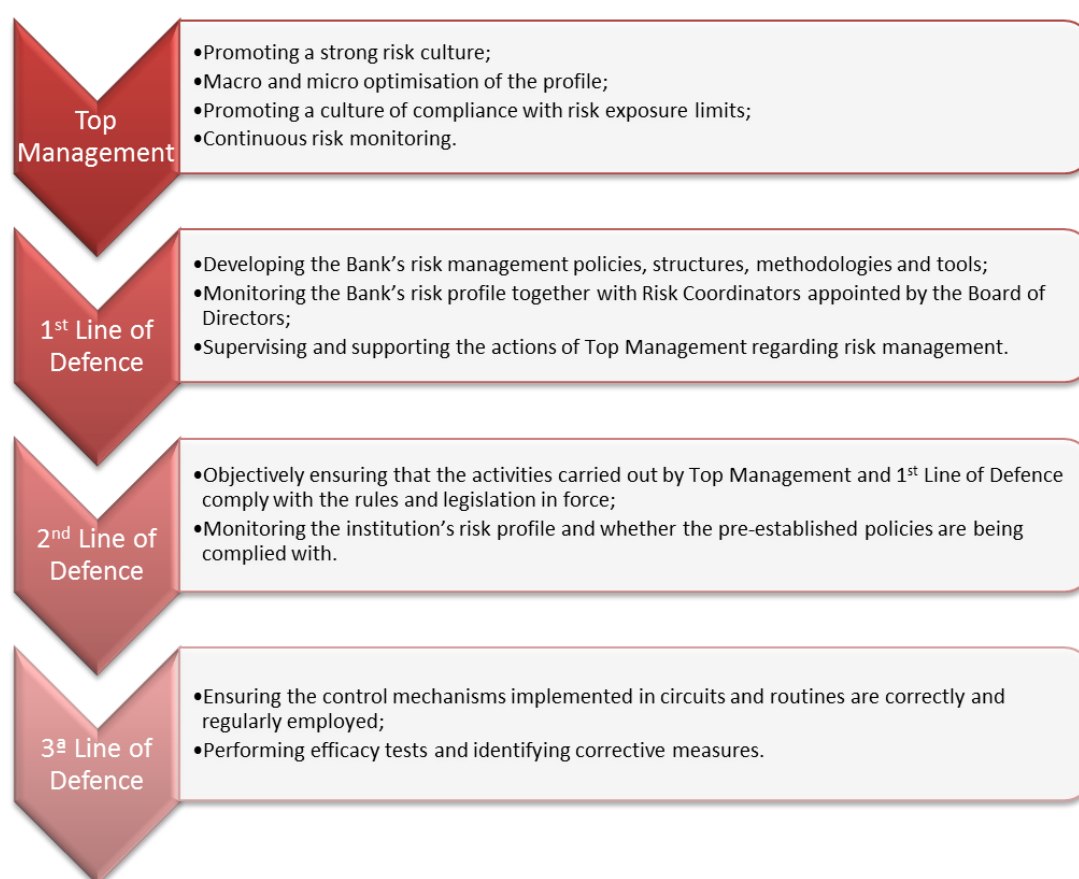 Top
Management
•Promoting a strong risk culture;
•Macro and micro optimisation of the profile;
•Promoting a culture of compliance with risk exposure limits;
•Continuous risk monitoring.
1st Line of
Defence
•Developing the Bank’s risk management policies, structures, methodologies and tools;
•Monitoring the Bank’s risk profile together with Risk Coordinators appointed by the Board of
Directors;
•Supervising and supporting the actions of Top Management regarding risk management.
2nd Line of
Defence
•Objectively ensuring that the activities carried out by Top Management and 1st Line of Defence
comply with the rules and legislation in force;
•Monitoring the institution’s risk profile and whether the pre-established policies are being
complied with.
3ª Line of
Defence
•Ensuring the control mechanisms implemented in circuits and routines are correctly and
regularly employed;
•Performing efficacy tests and identifying corrective measures.